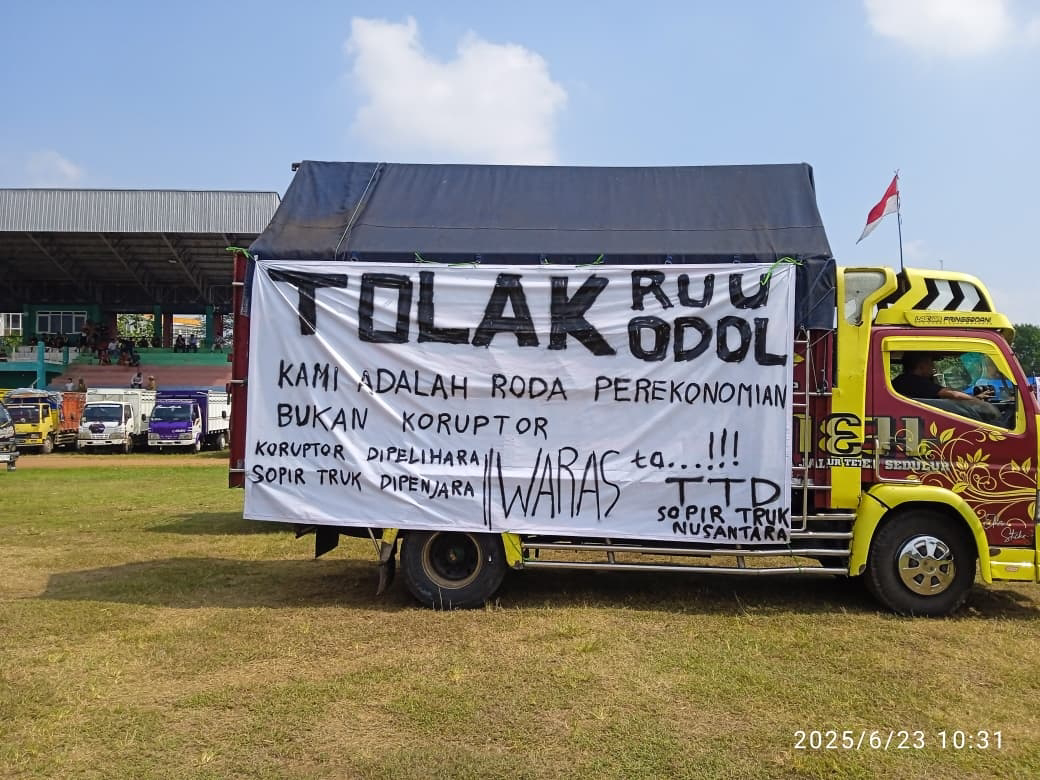 TOLAK RUU ODOL
KAMI ADALAH RODA PEREKONOMIAN
BUKAN KORUPTOR
KORUPTOR DIPELIHARA
SOPIR TRUK DIPENJARA
WARAS ta...!!!
TTD
SOPIR TRUK
NUSANTARA
PRINGGODANI
SEDULUR
2025/6/23 10:31